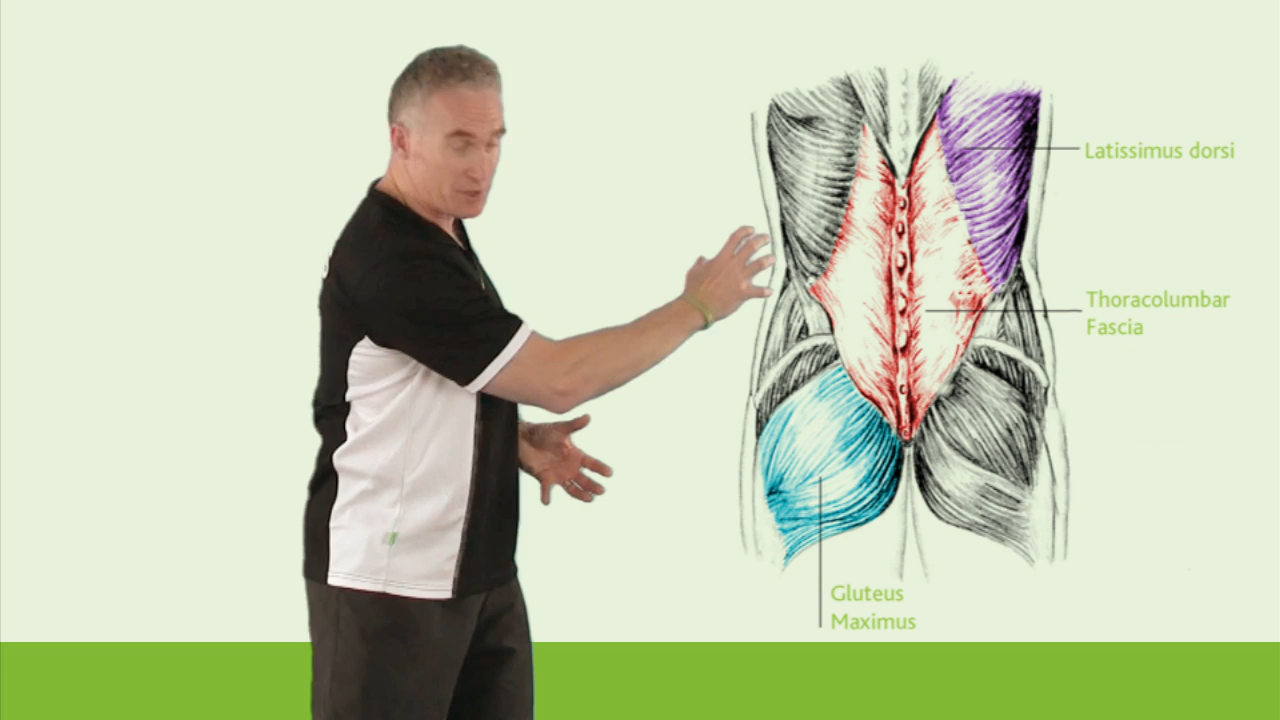 Latissimus dorsi
Thoracolumbar
Fascia
Gluteus
Maximus